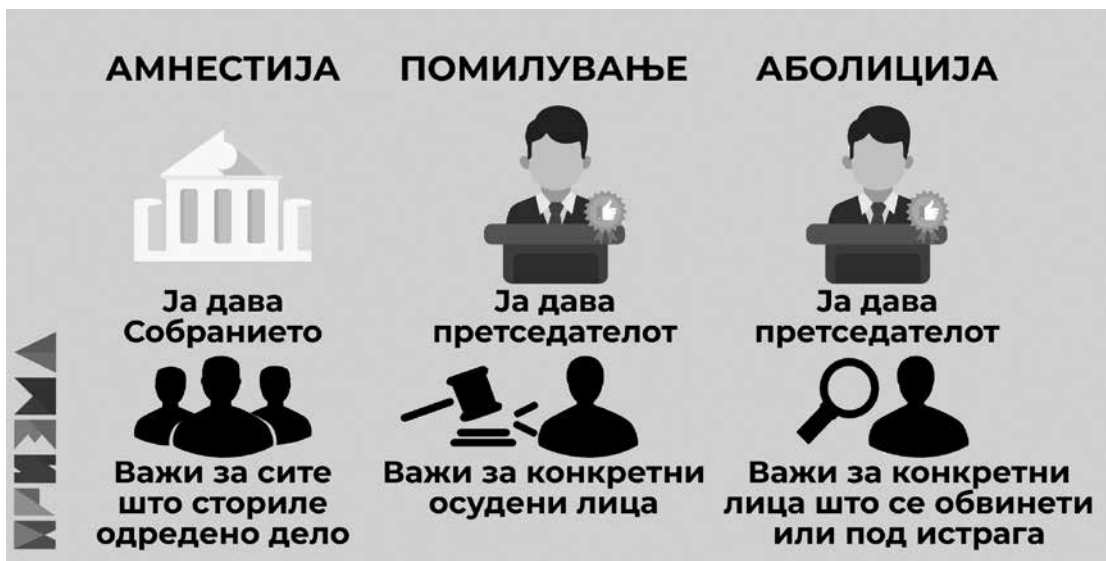 АМНЕСТИЈА
Ја дава
Собранието
Важи за сите
што сториле
одредено дело
ПОМИЛУВАЊЕ
Ја дава
претседателот
Важи за конкретни
осудени лица
АБОЛИЦИЈА
Ја дава
претседателот
Важи за конкретни
лица што се обвинети
или под истрага